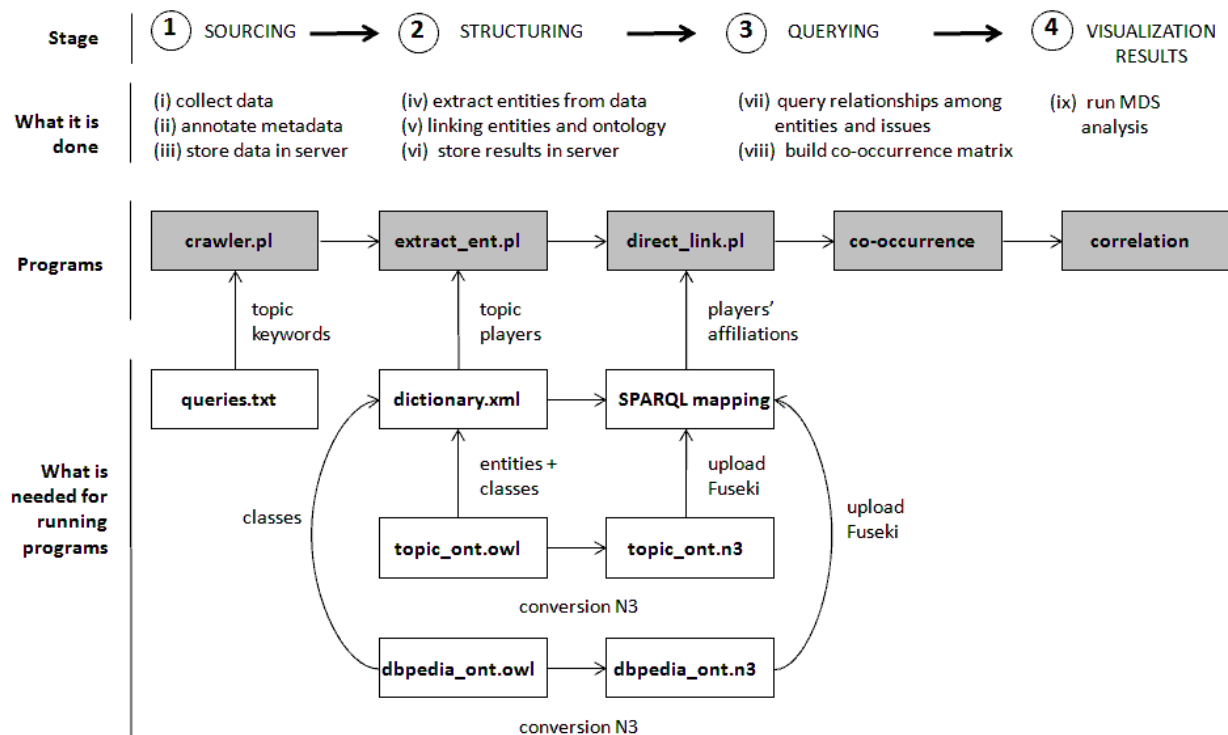 Stage
1 SOURCING
2 STRUCTURING
3 QUERYING
4 VISUALIZATION
RESULTS
What it is
done
(i) collect data
(ii) annotate metadata
(iii) store data in server
(iv) extract entities from data
(v) linking entities and ontology
(vi) store results in server
(vii) query relationships among
entities and issues
(viii) build co-occurrence matrix
(ix) run MDS
analysis
Programs
crawler.pl
extract_ent.pl
direct_link.pl
co-occurrence
correlation
topic
keywords
topic
players
players’
affiliations
What is
needed for
running
programs
queries.txt
dictionary.xml
SPARQL mapping
classes
entities +
classes
upload
Fuseki
upload
Fuseki
topic_ont.owl
topic_ont.n3
conversion N3
dbpedia_ont.owl
dbpedia_ont.n3
conversion N3